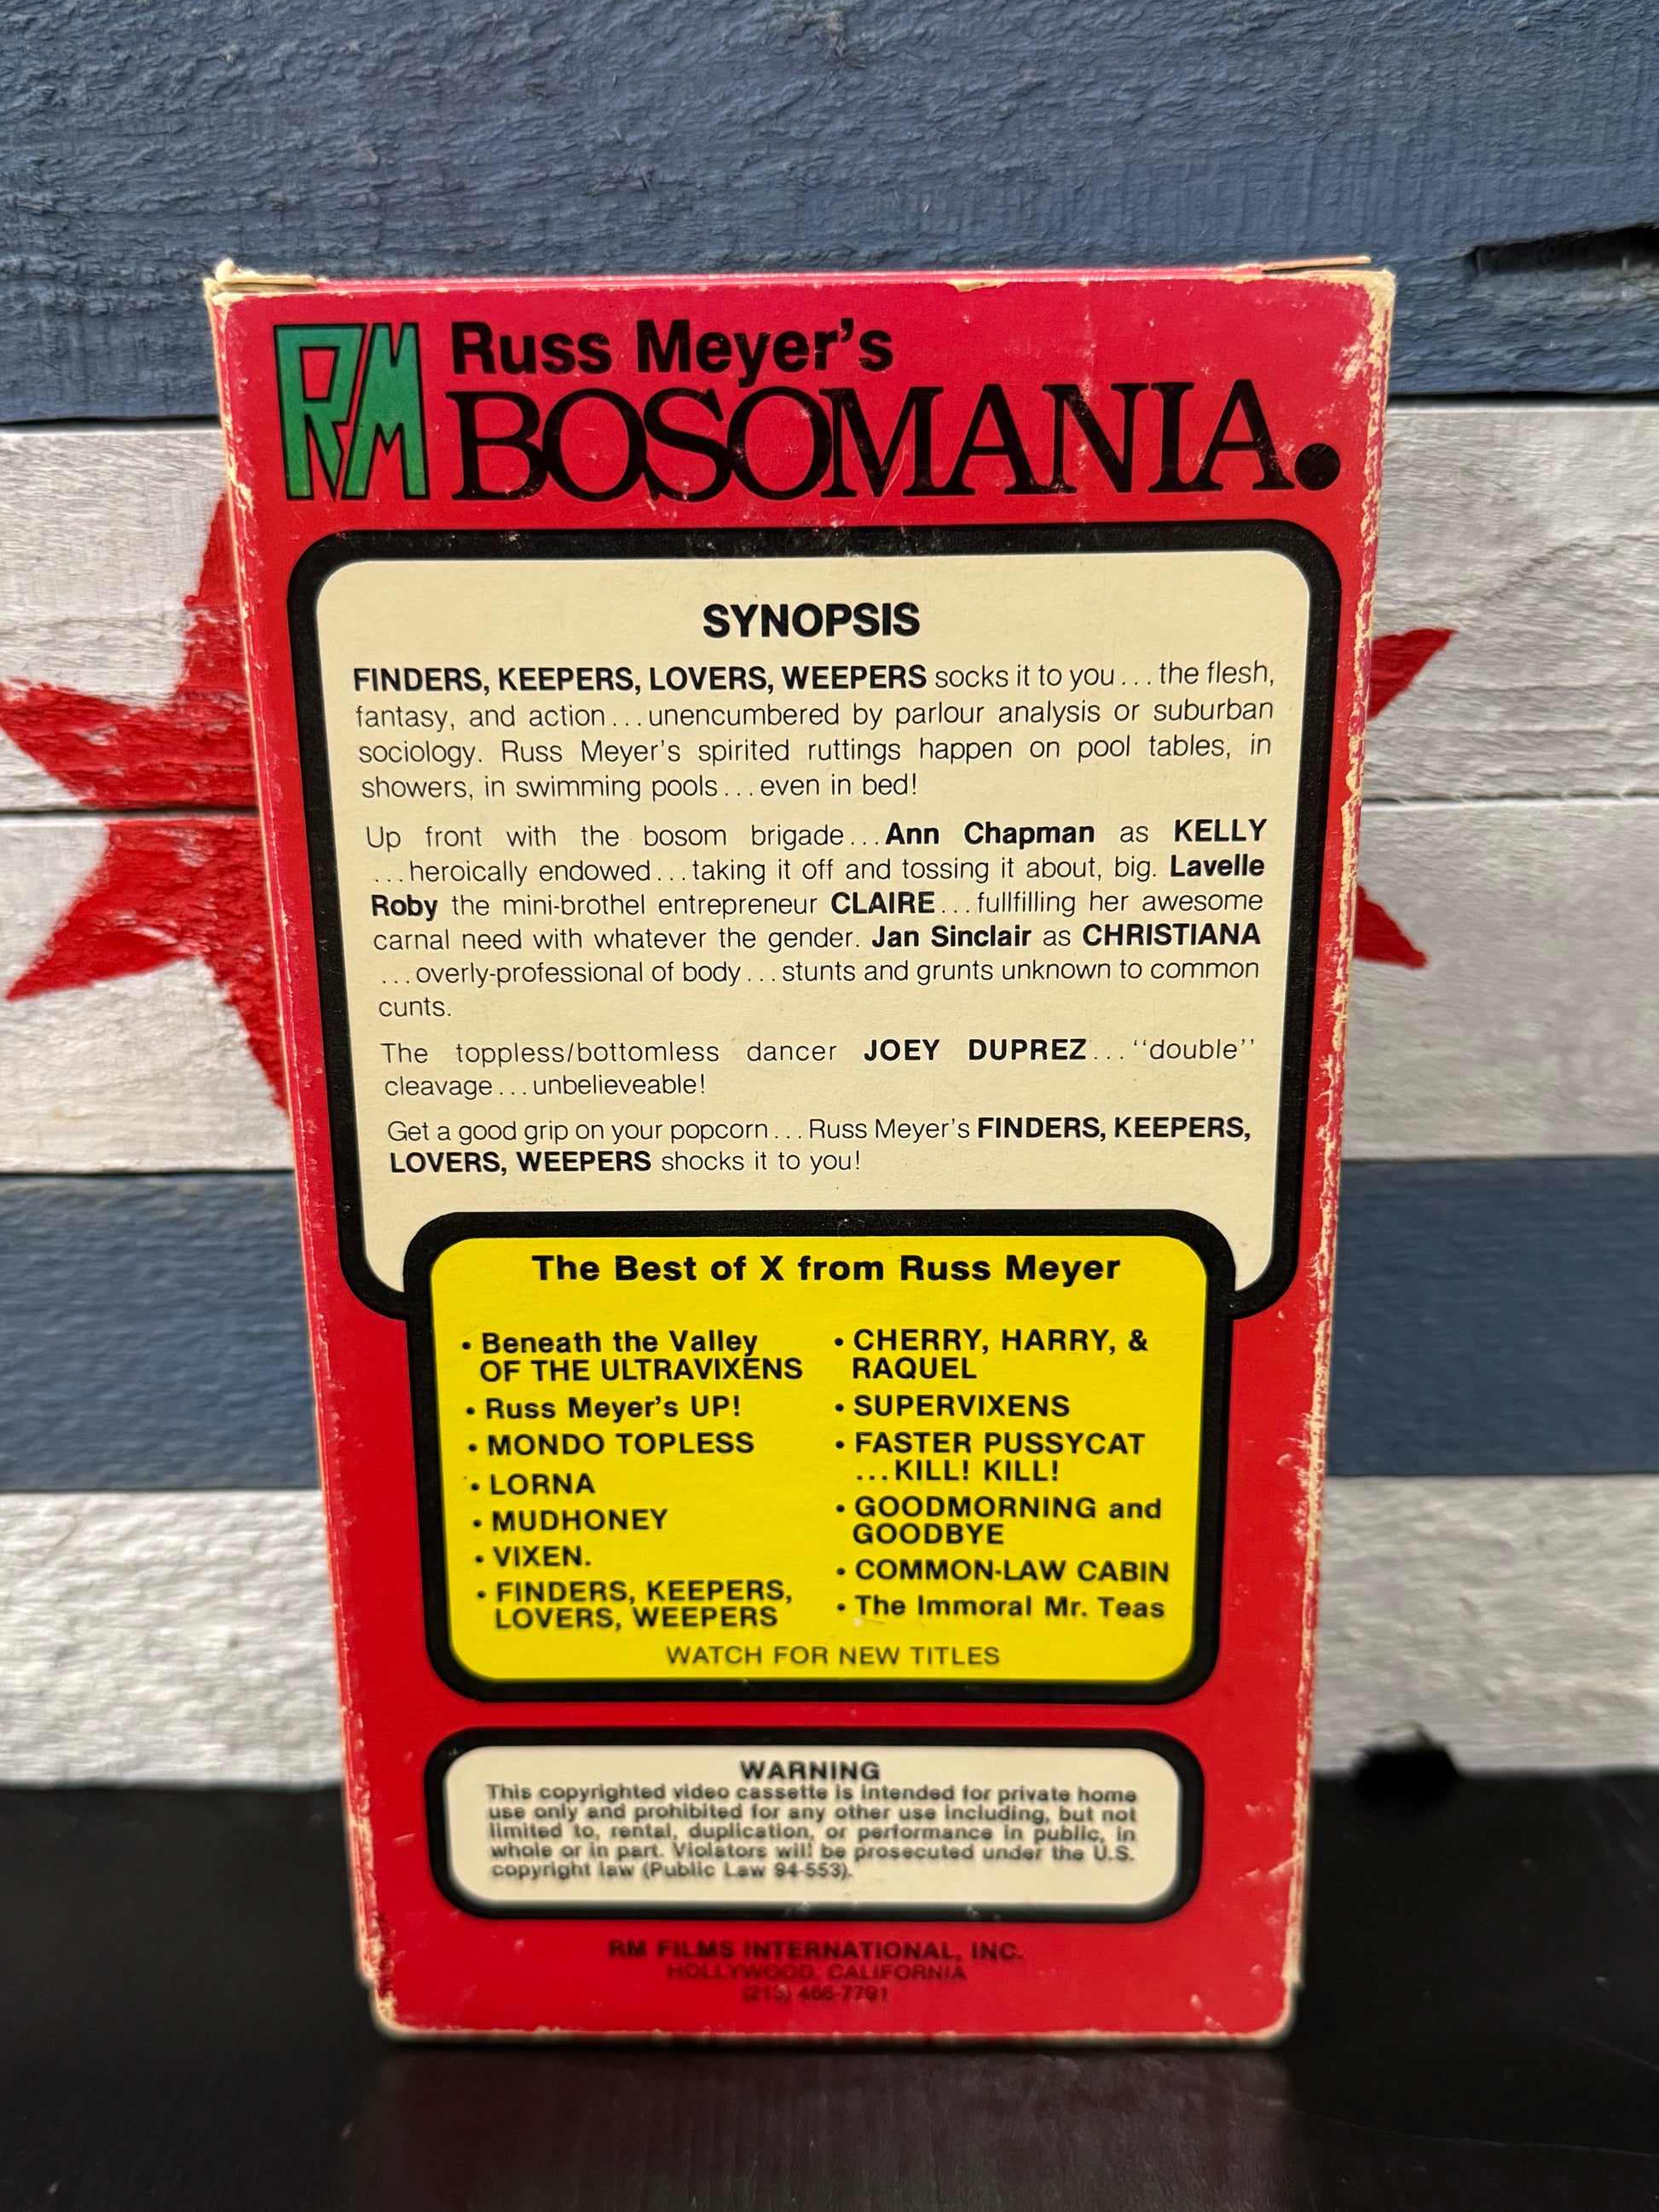 RM Russ Meyer's
BOSOMANIA.
SYNOPSIS
FINDERS, KEEPERS, LOVERS, WEEPERS socks it to you...the flesh,
fantasy, and action...unencumbered by parlour analysis or suburban
sociology. Russ Meyer's spirited ruttings happen on pool tables, in
showers, in swimming pools...even in bed!
Up front with the bosom brigade...Ann Chapman as KELLY
...heroically endowed...taking it off and tossing it about, big. Lavelle
Roby the mini-brothel entrepreneur CLAIRE...fullfilling her awesome
carnal need with whatever the gender. Jan Sinclair as CHRISTIANA
...overly-professional of body...stunts and grunts unknown to common
cunts.
The toppless/bottomless dancer JOEY DUPREZ..."double"
cleavage...unbelieveable!
Get a good grip on your popcorn...Russ Meyer's FINDERS, KEEPERS,
LOVERS, WEEPERS shocks it to you!
The Best of X from Russ Meyer
• Beneath the Valley
OF THE ULTRAVIXENS
• Russ Meyer's UP!
• MONDO TOPLESS
• LORNA
• MUDHONEY
• VIXEN.
• FINDERS, KEEPERS,
LOVERS, WEEPERS
• CHERRY, HARRY, &
RAQUEL
• SUPERVIXENS
• FASTER PUSSYCAT
...KILL! KILL!
• GOODMORNING and
GOODBYE
• COMMON-LAW CABIN
• The Immoral Mr. Teas
WATCH FOR NEW TITLES
WARNING
This copyrighted video cassette is intended for private home
use only and prohibited for any other use including, but not
limited to, rental, duplication, or performance in public, in
whole or in part. Violators will be prosecuted under the U.S.
copyright law (Public Law 94-553).
RM FILMS INTERNATIONAL, INC.
HOLLYWOOD, CALIFORNIA
(213) 466-7791